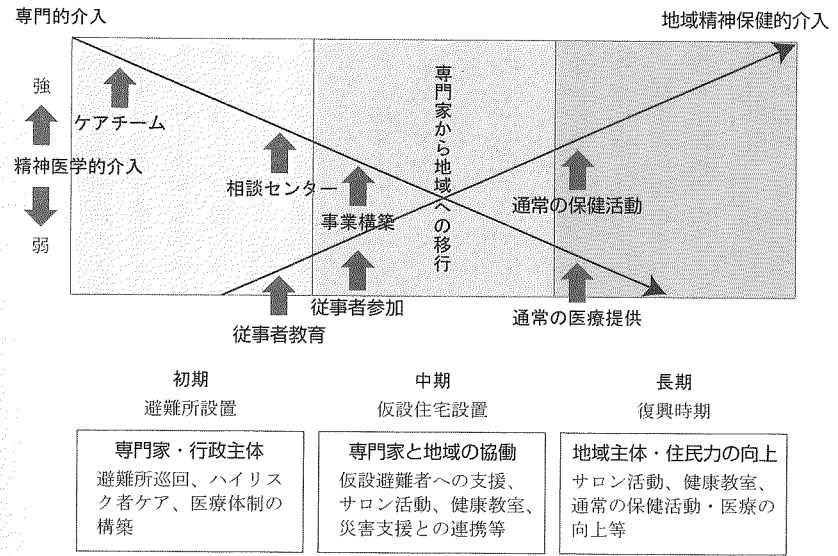 専門的介入
地域精神保健的介入
強
ケアチーム
精神医学的介入
弱
相談センター
事業構築
専門家から地域への移行
通常の保健活動
従事者教育
従事者参加
通常の医療提供
初期
避難所設置
専門家・行政主体
避難所巡回、ハイリス
ク者ケア、医療体制の
構築
中期
仮設住宅設置
専門家と地域の協働
仮設避難者への支援、
サロン活動、健康教室、
災害支援との連携等
長期
復興時期
地域主体・住民力の向上
サロン活動、健康教室、
通常の保健活動・医療の
向上等